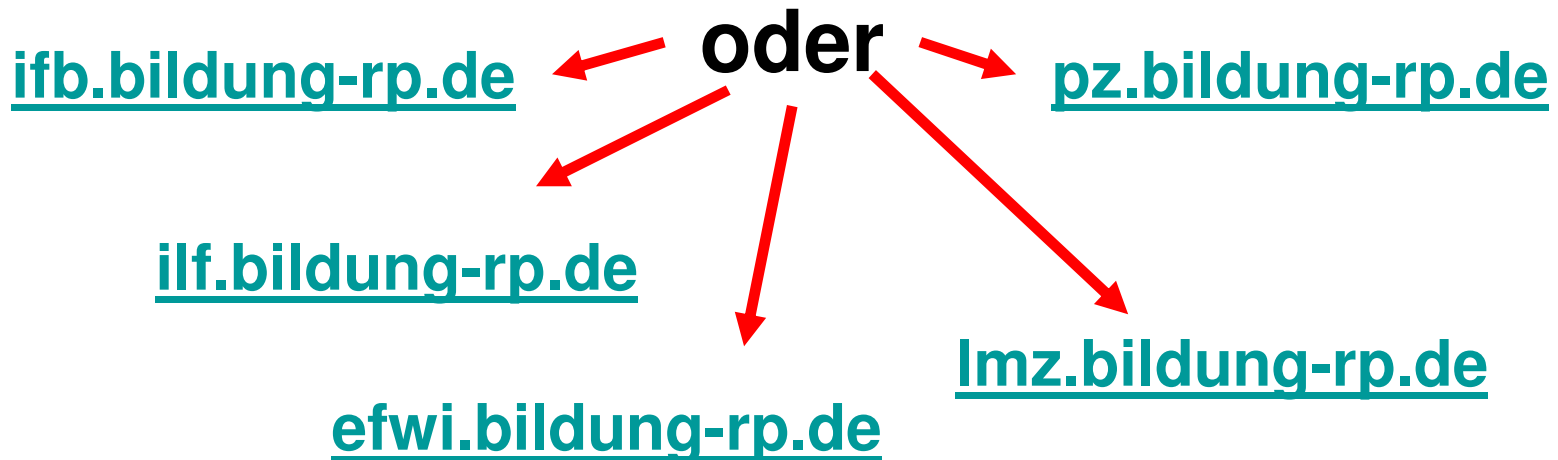 oder
ifb.bildung-rp.de
pz.bildung-rp.de
ilf.bildung-rp.de
lmz.bildung-rp.de
efwi.bildung-rp.de